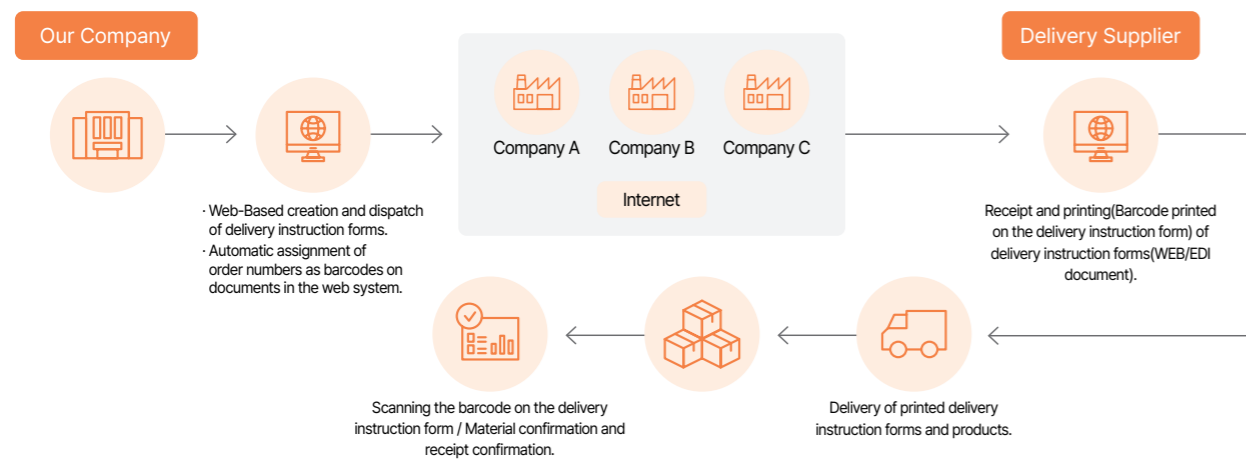 Our Company
Delivery Supplier
Company A
Company B
Company C
Internet
· Web-Based creation and dispatch
of delivery instruction forms.
· Automatic assignment of
order numbers as barcodes on
documents in the web system.
Receipt and printing(Barcode printed
on the delivery instruction form) of
delivery instruction forms(WEB/EDI
document).
Scanning the barcode on the delivery
instruction form / Material confirmation and
receipt confirmation.
Delivery of printed delivery
instruction forms and products.